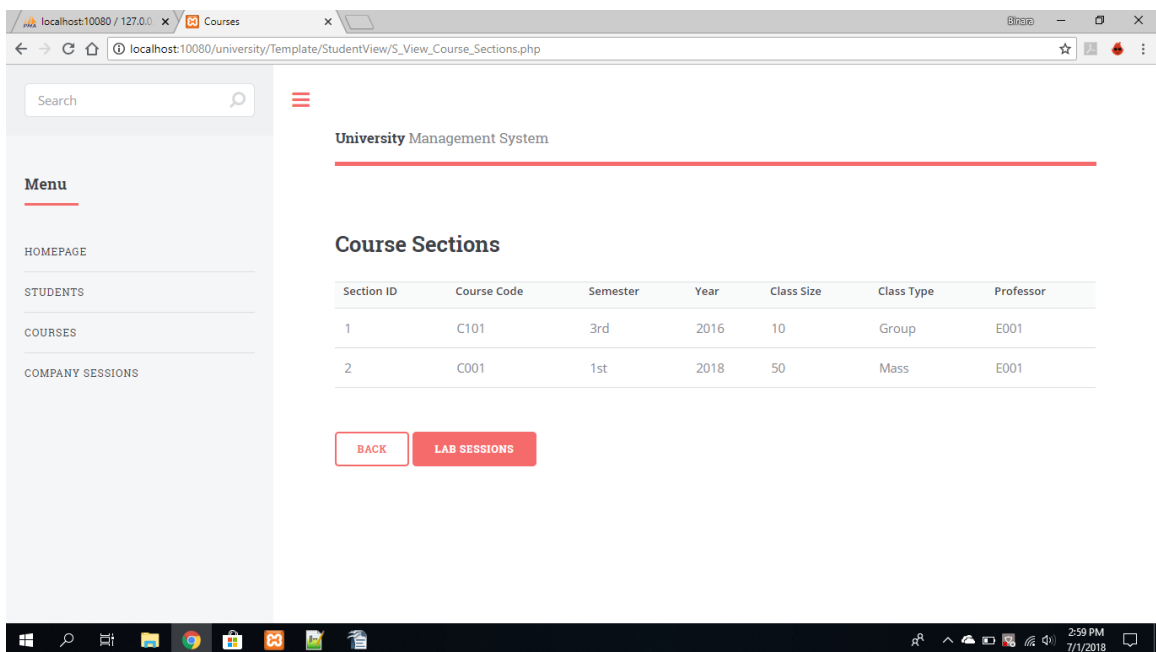 localhost:10080 / 127.0.0
Courses
Binara
localhost:10080/university/Template/StudentView/S_View_Course_Sections.php
Search
University Management System
Menu
HOMEPAGE
STUDENTS
COURSES
COMPANY SESSIONS
Course Sections
Section ID Course Code Semester Year Class Size Class Type Professor
1 C101 3rd 2016 10 Group E001
2 C001 1st 2018 50 Mass E001
BACK LAB SESSIONS
2:59 PM
7/1/2018